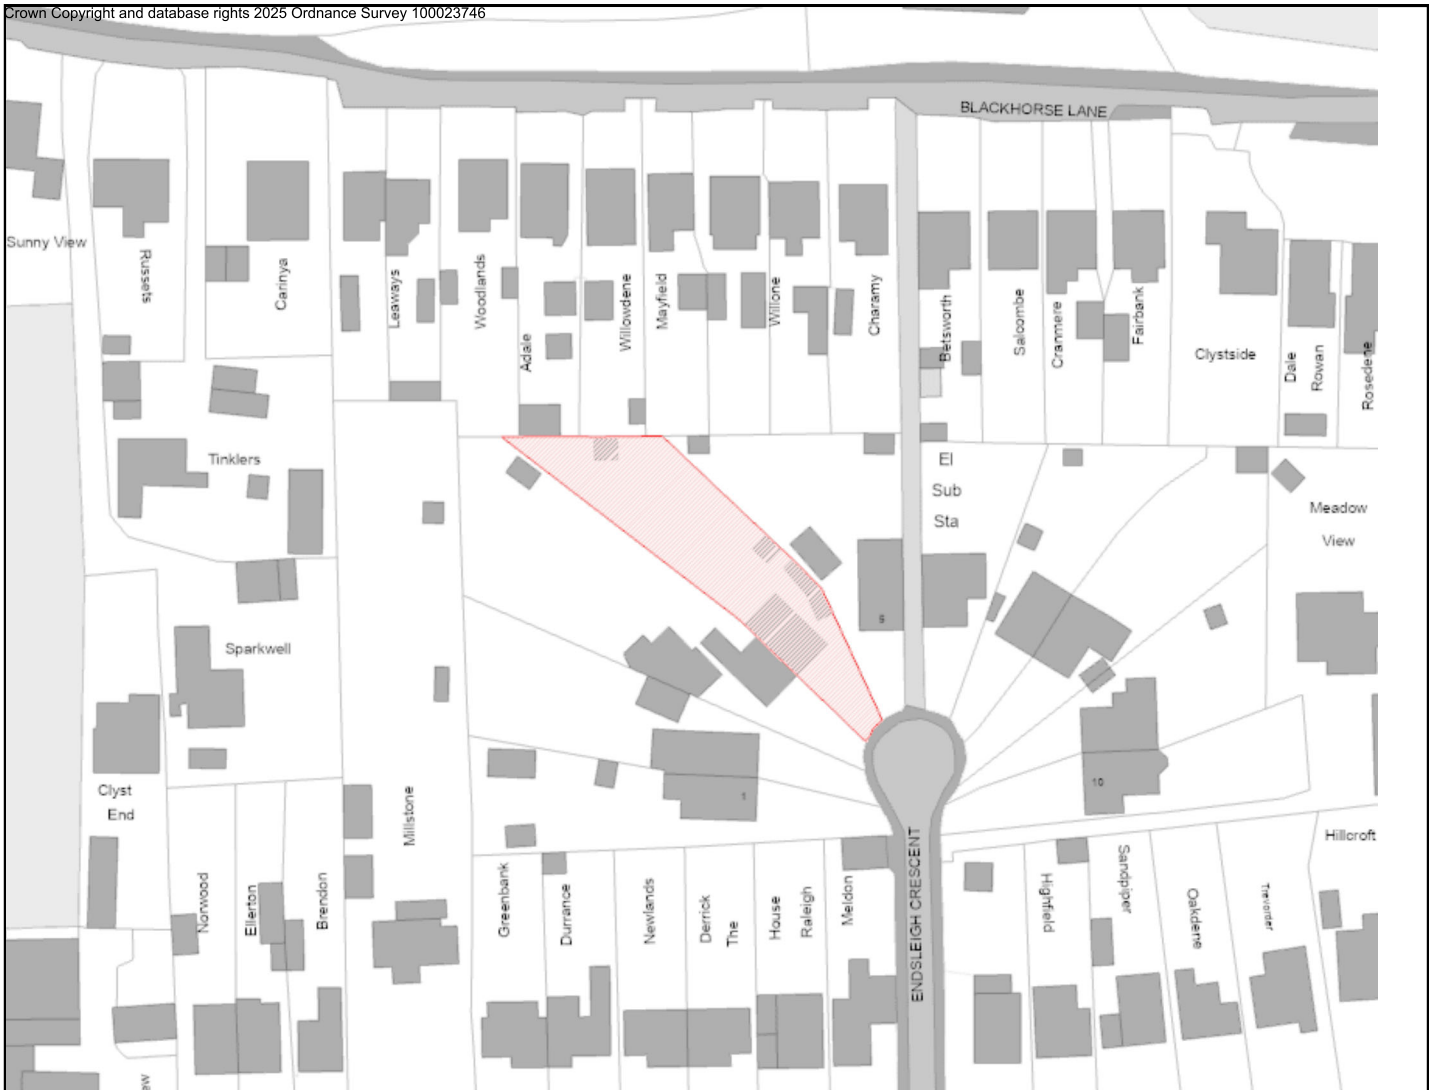 Crown Copyright and database rights 2025 Ordnance Survey 100023746
BLACKHORSE LANE
Sunny View
Russets
Carinya
Leaways
Woodlands
Adale
Willowdene
Mayfield
Willone
Charamy
Betsworth
Saloombe
Cranmere
Fairbank
Clystside
Dale
Rowan
Rosedene
Tinklers
El
Sub
Sta
Meadow
View
Sparkwell
Clyst
End
Millstone
1
10
Hillcroft
ENDSLEIGH CRESCENT
Norwood
Ellerton
Brendon
Greenbank
Durrance
Newlands
Derrick
The
House
Raleigh
Meldon
Highfield
Sandpiper
Oakdene
Trevorder